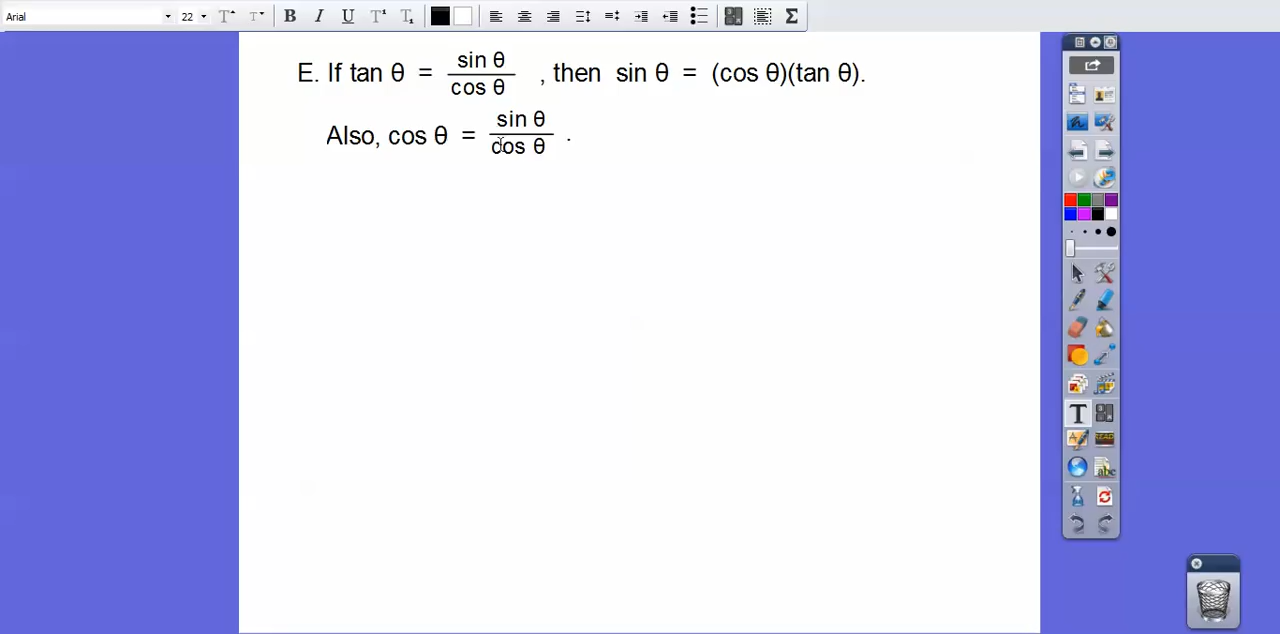 Arial 22 B I U
E. If tan θ = sin θ / cos θ , then sin θ = (cos θ)(tan θ).
Also, cos θ = sin θ / cos θ .